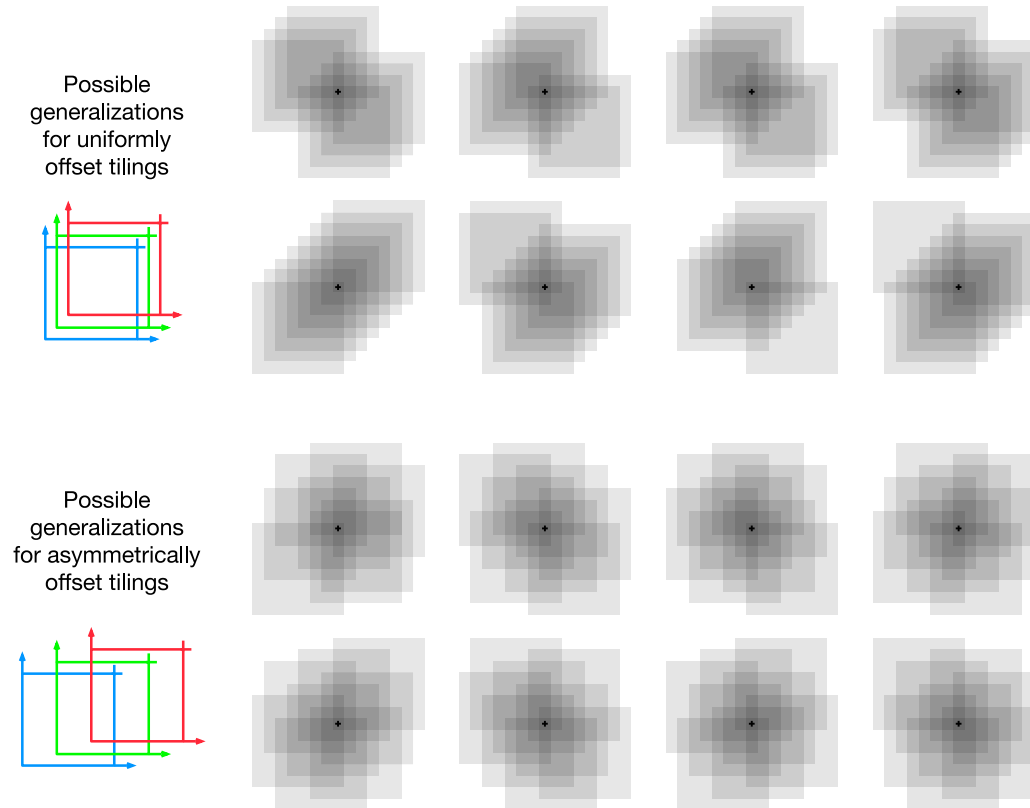 Possible
generalizations
for uniformly
offset tilings
Possible
generalizations
for asymmetrically
offset tilings